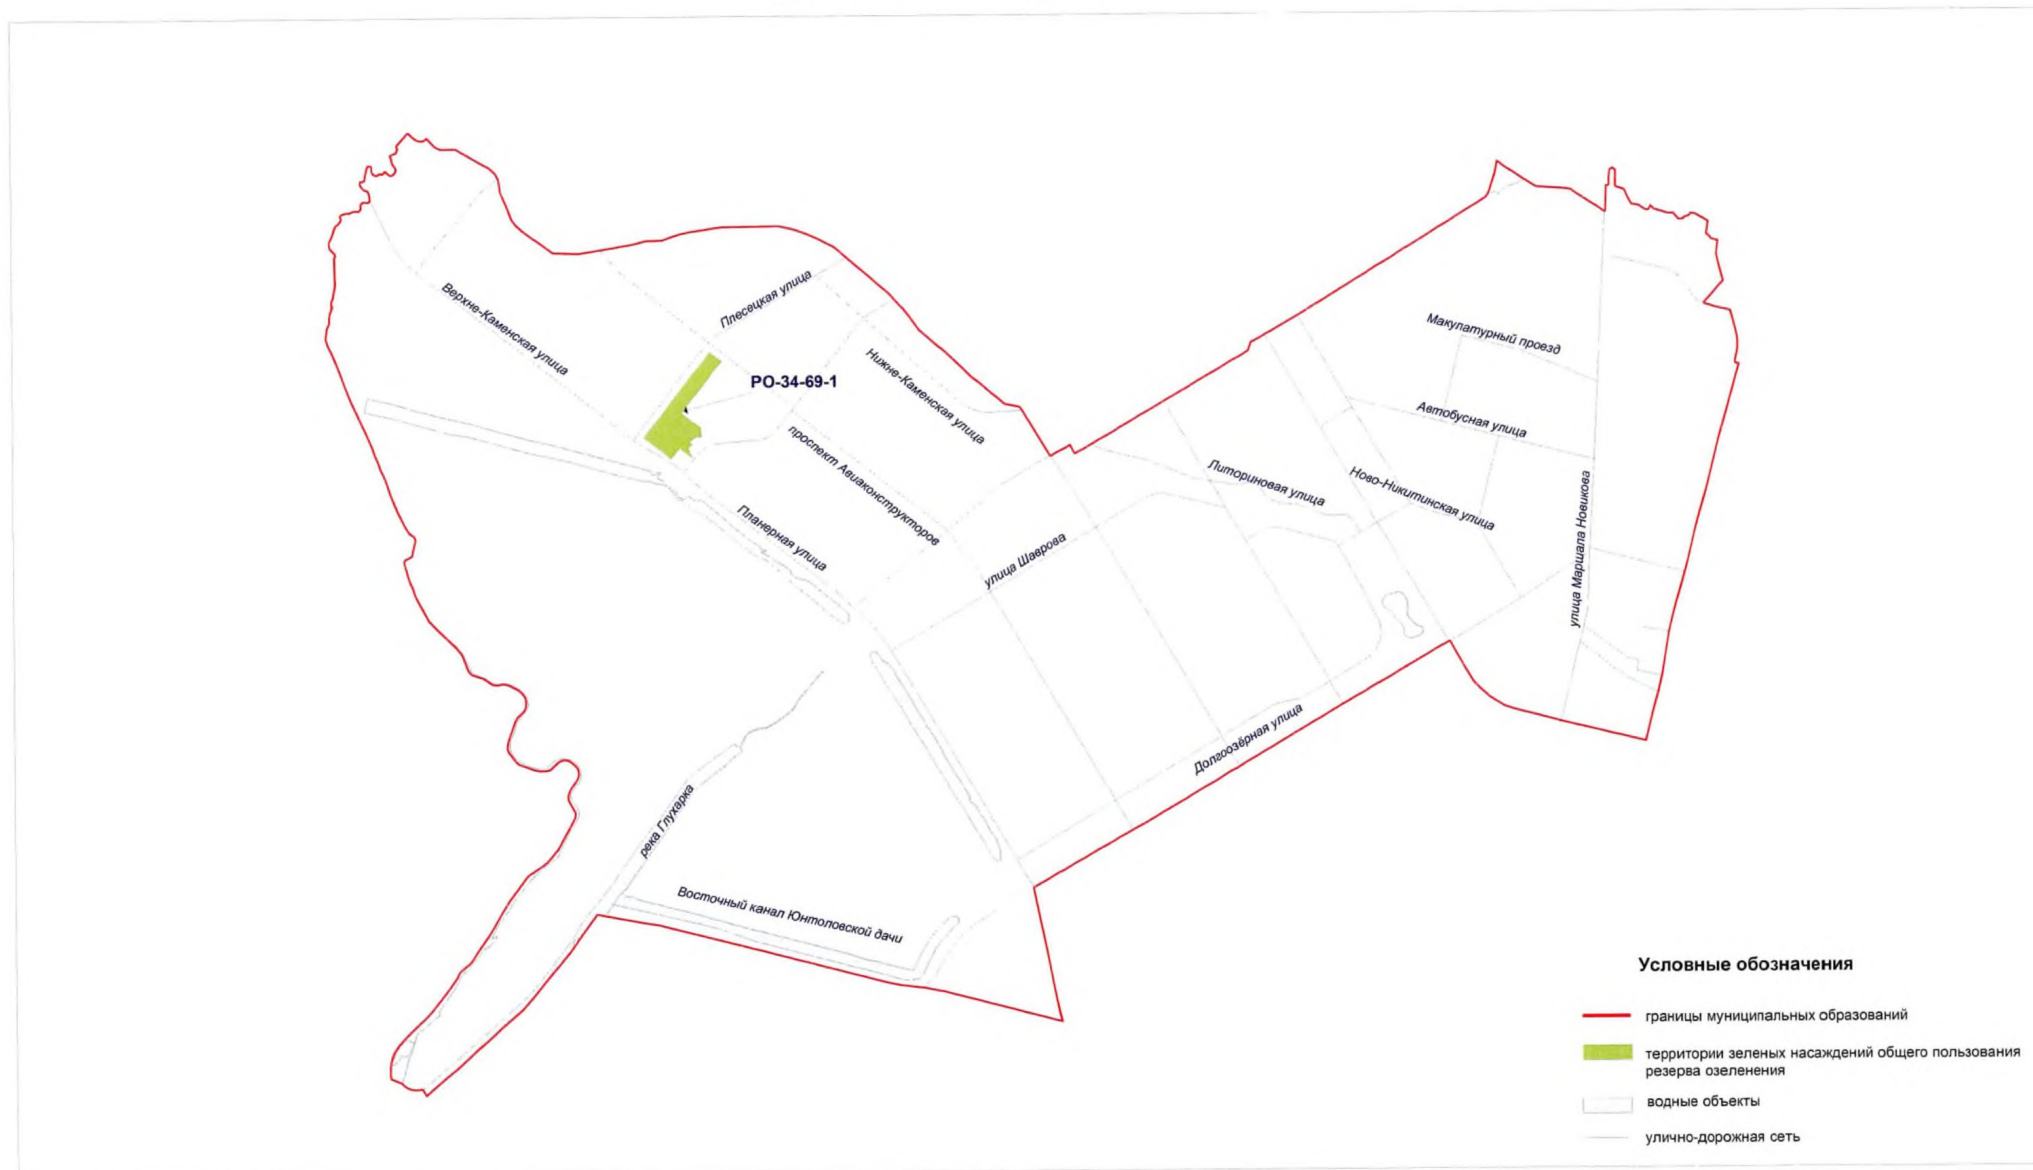 Плесецкая улица
Верхне-Каменская улица
РО-34-69-1
Нижне-Каменская улица
проспект Авиаконструкторов
Планерная улица
улица Шаврова
Макулатурный проезд
Автобусная улица
Литориновая улица
Ново-Никитинская улица
улица Маршала Новикова
Долгоозёрная улица
река Глухарка
Восточный канал Юнтоловской дачи
Условные обозначения
границы муниципальных образований
территории зеленых насаждений общего пользования
резерва озеленения
водные объекты
улично-дорожная сеть